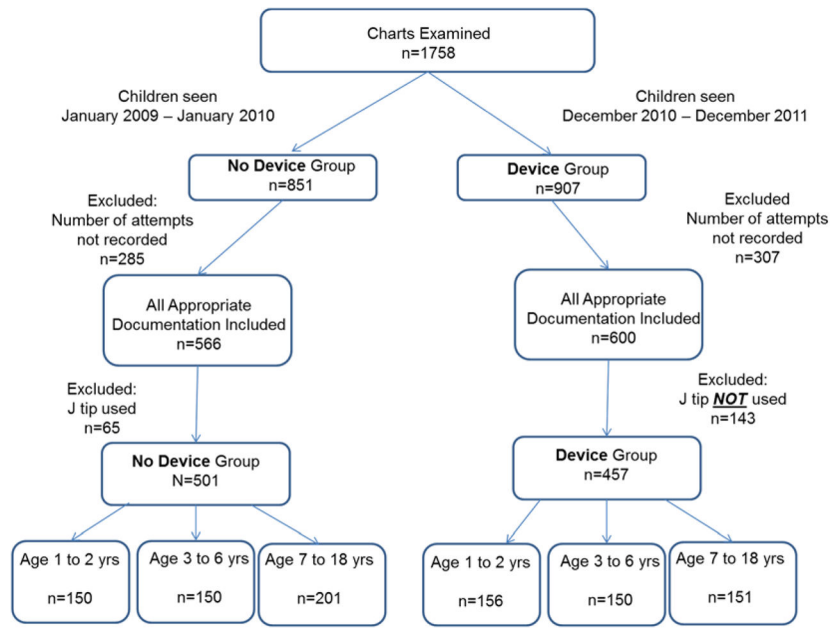 Charts Examined
n=1758
Children seen
January 2009 – January 2010
Children seen
December 2010 – December 2011
No Device Group
n=851
Device Group
n=907
Excluded:
Number of attempts
not recorded
n=285
Excluded
Number of attempts
not recorded
n=307
All Appropriate
Documentation Included
n=566
All Appropriate
Documentation Included
n=600
Excluded:
J tip used
n=65
Excluded:
J tip NOT used
n=143
No Device Group
N=501
Device Group
n=457
Age 1 to 2 yrs
n=150
Age 3 to 6 yrs
n=150
Age 7 to 18 yrs
n=201
Age 1 to 2 yrs
n=156
Age 3 to 6 yrs
n=150
Age 7 to 18 yrs
n=151